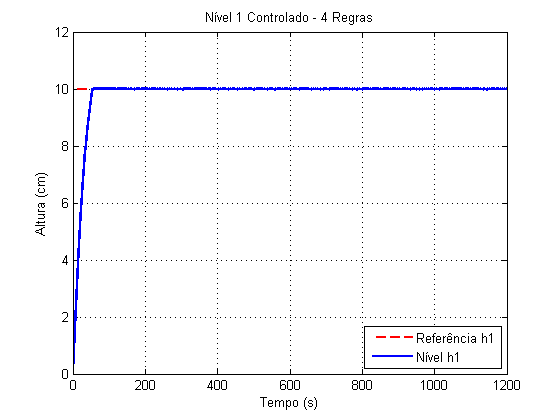 Nível 1 Controlado - 4 Regras
12
10
8
6
4
2
0
Altura (cm)
0 200 400 600 800 1000 1200
Tempo (s)
Referência h1
Nível h1